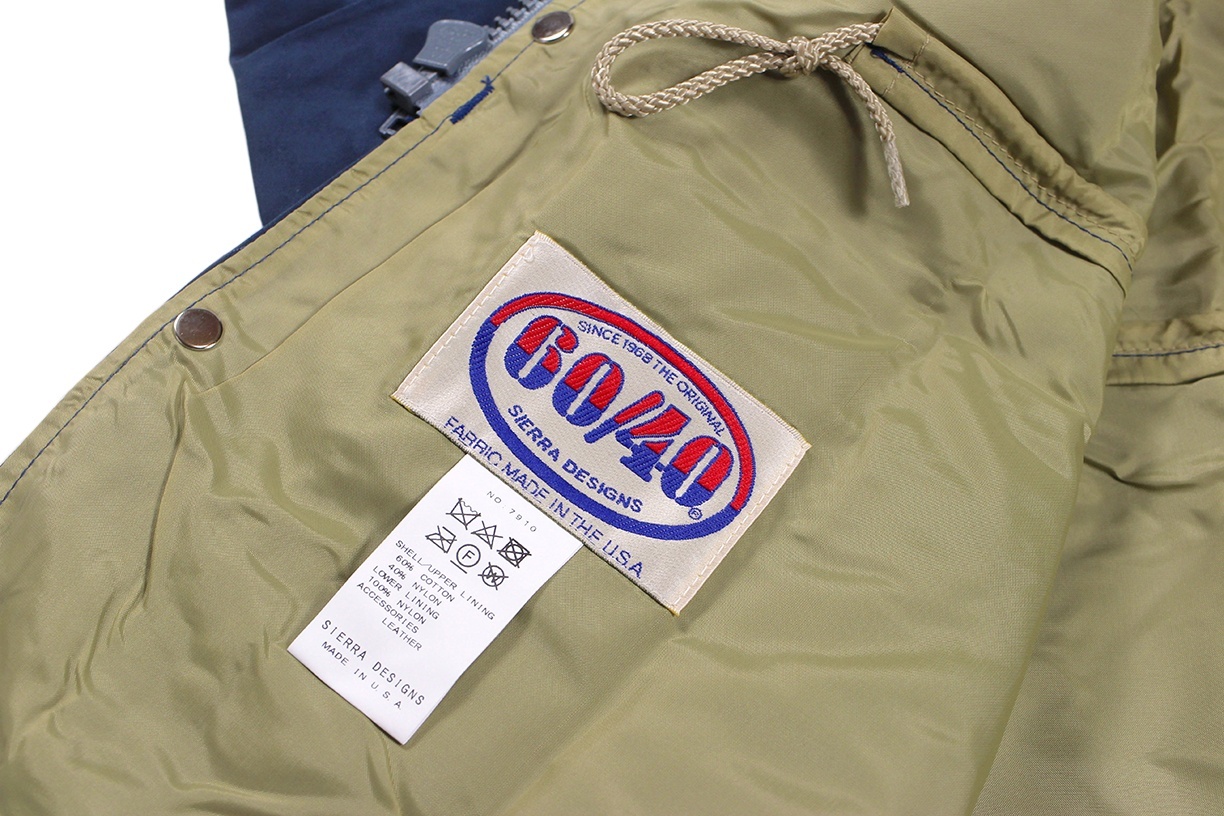 SINCE 1968 THE ORIGINAL
60/40
SIERRA DESIGNS
®
FABRIC MADE IN THE U.S.A
NO. 7910
F
W
SHELL/UPPER LINING
60% COTTON
40% NYLON
LOWER LINING
100% NYLON
ACCESSORIES
LEATHER
SIERRA DESIGNS
MADE IN U.S.A